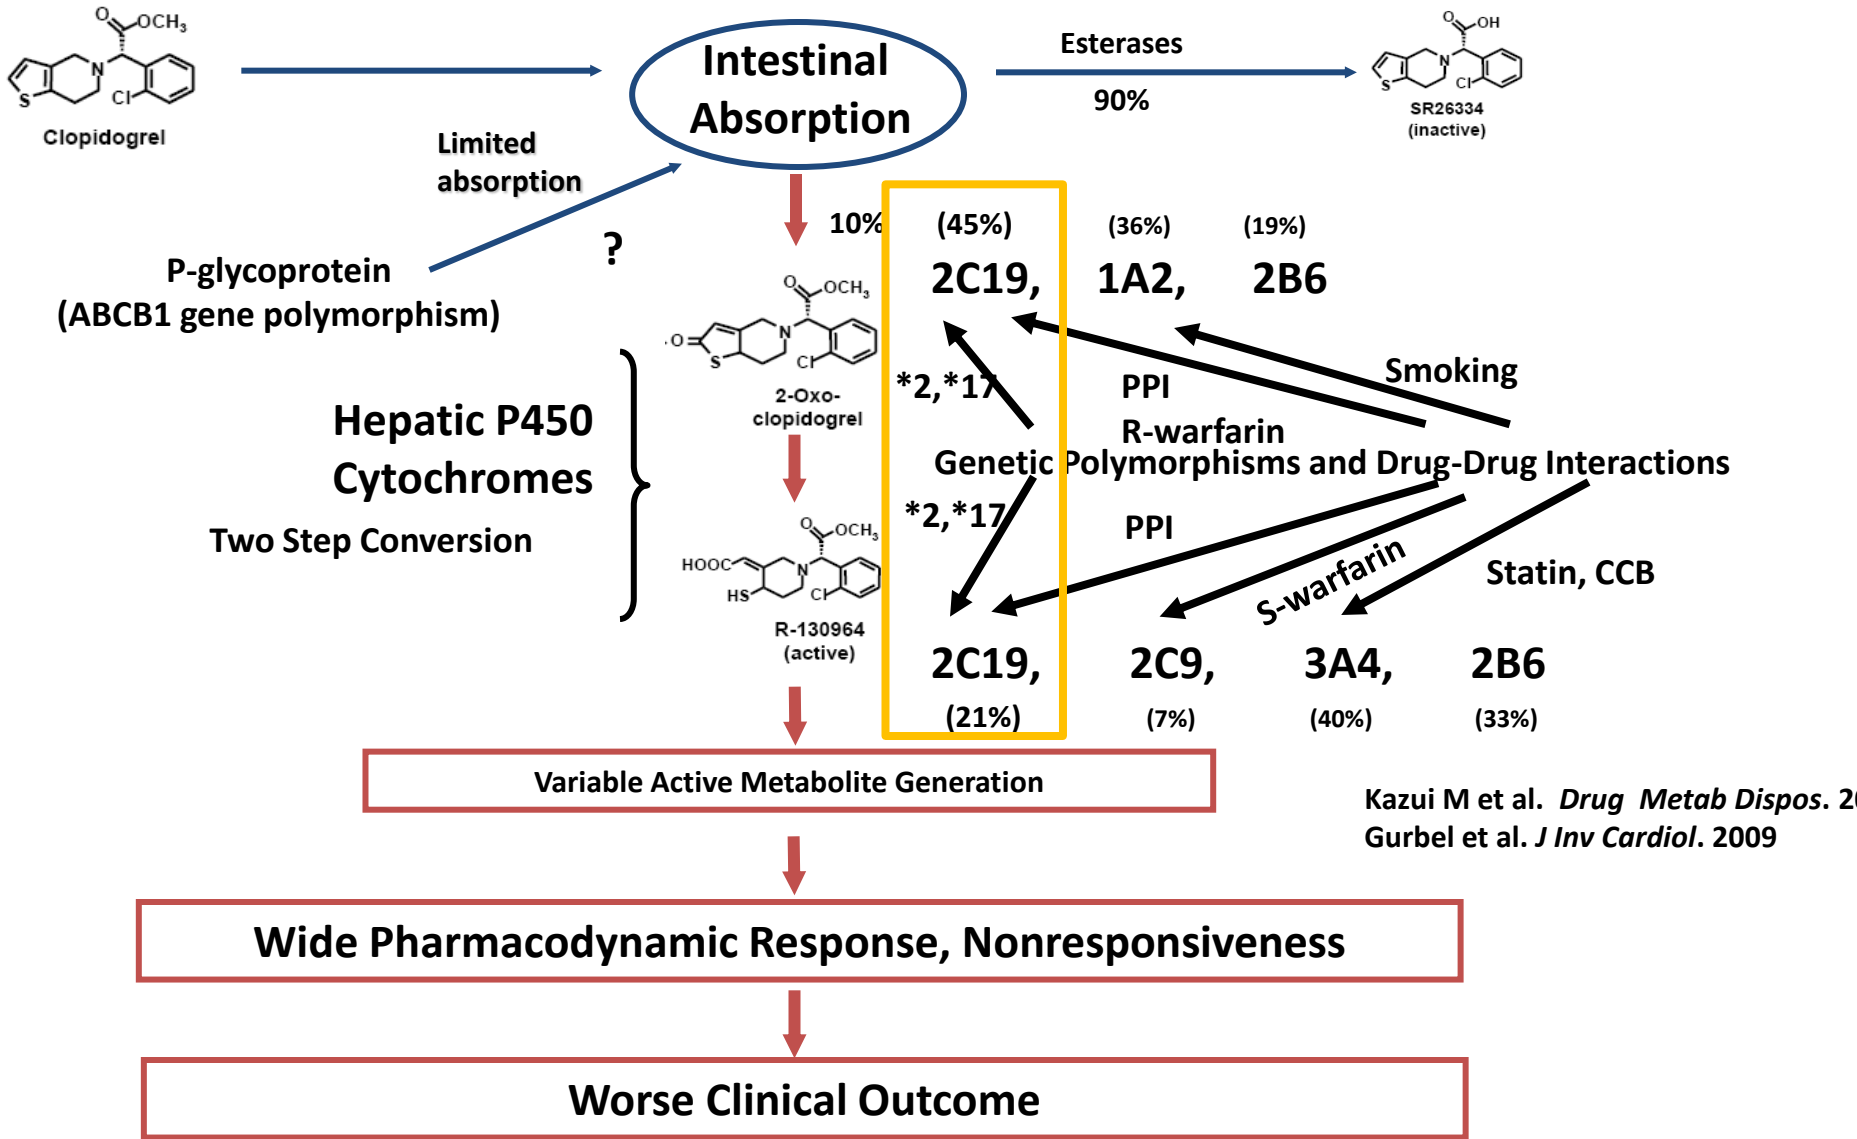 OCH3
O
N
S
Cl
Clopidogrel
Intestinal
Absorption
Esterases
90%
O
OH
N
S
Cl
SR26334
(inactive)
Limited
absorption
?
P-glycoprotein
(ABCB1 gene polymorphism)
10%
(45%)
(36%)
(19%)
2C19,
1A2,
2B6
O
OCH3
O
N
S
Cl
2-Oxo-
clopidogrel
*2,*17
PPI
R-warfarin
Smoking
Genetic Polymorphisms and Drug-Drug Interactions
Hepatic P450
Cytochromes
Two Step Conversion
*2,*17
PPI
S-warfarin
Statin, CCB
O
OCH3
HOOC
N
HS
Cl
R-130964
(active)
2C19,
2C9,
3A4,
2B6
(21%)
(7%)
(40%)
(33%)
Variable Active Metabolite Generation
Kazui M et al. Drug Metab Dispos.
Gurbel et al. J Inv Cardiol. 2009
Wide Pharmacodynamic Response, Nonresponsiveness
Worse Clinical Outcome